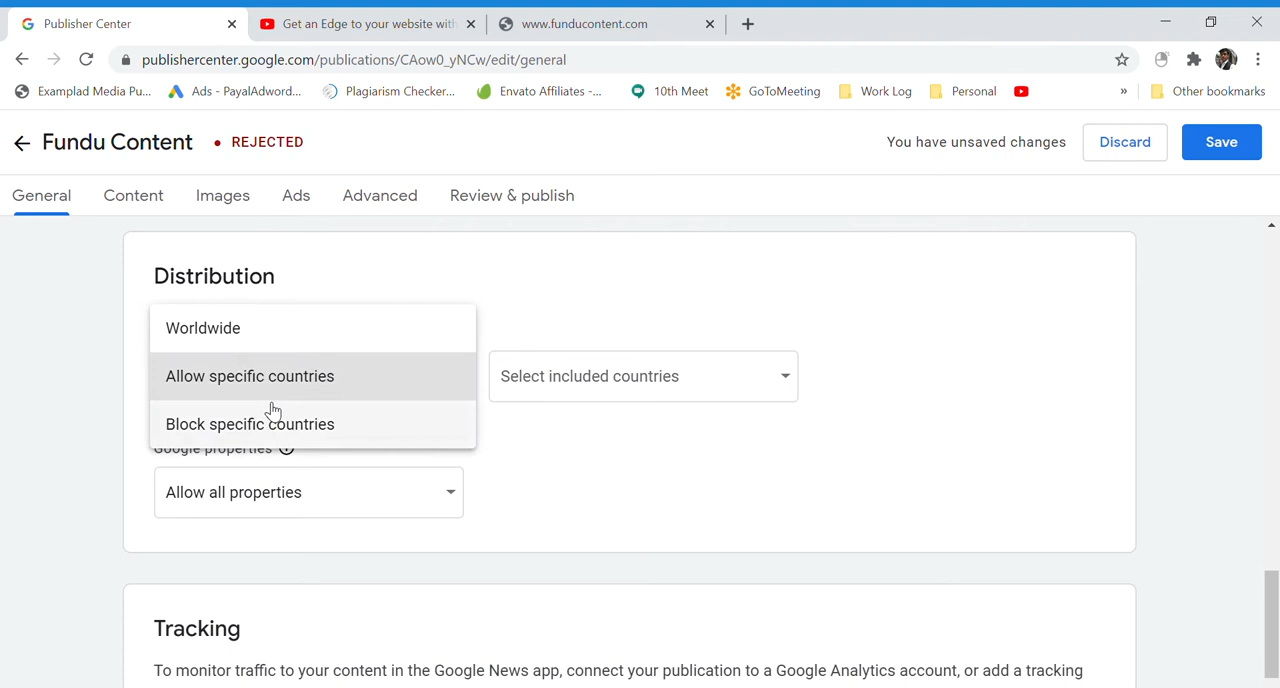 Publisher Center
Get an Edge to your website with
www.funducontent.com
publishercenter.google.com/publications/CAow0_yNCw/edit/general
Examplad Media Pu...
Ads - PayalAdword...
Plagiarism Checker...
Envato Affiliates -...
10th Meet
GoToMeeting
Work Log
Personal
»
Other bookmarks
Fundu Content • REJECTED
You have unsaved changes
Discard
Save
General
Content
Images
Ads
Advanced
Review & publish
Distribution
Worldwide
Allow specific countries
Select included countries
Block specific countries
Google properties
Allow all properties
Tracking
To monitor traffic to your content in the Google News app, connect your publication to a Google Analytics account, or add a tracking